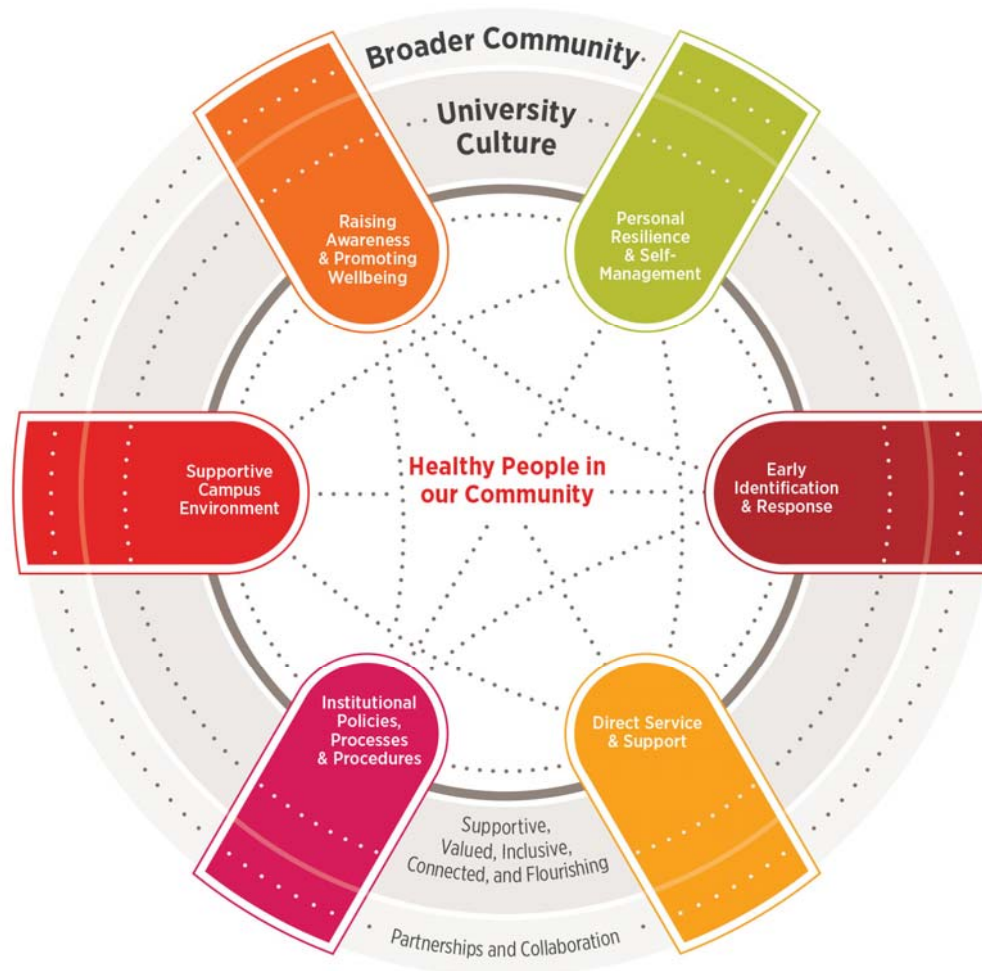 Broader Community
University
Culture
Raising
Awareness
& Promoting
Wellbeing
Personal
Resilience
& Self-
Management
Supportive
Campus
Environment
Healthy People in
our Community
Early
Identification
& Response
Institutional
Policies,
Processes
& Procedures
Direct Service
& Support
Supportive,
Valued, Inclusive,
Connected, and Flourishing
Partnerships and Collaboration